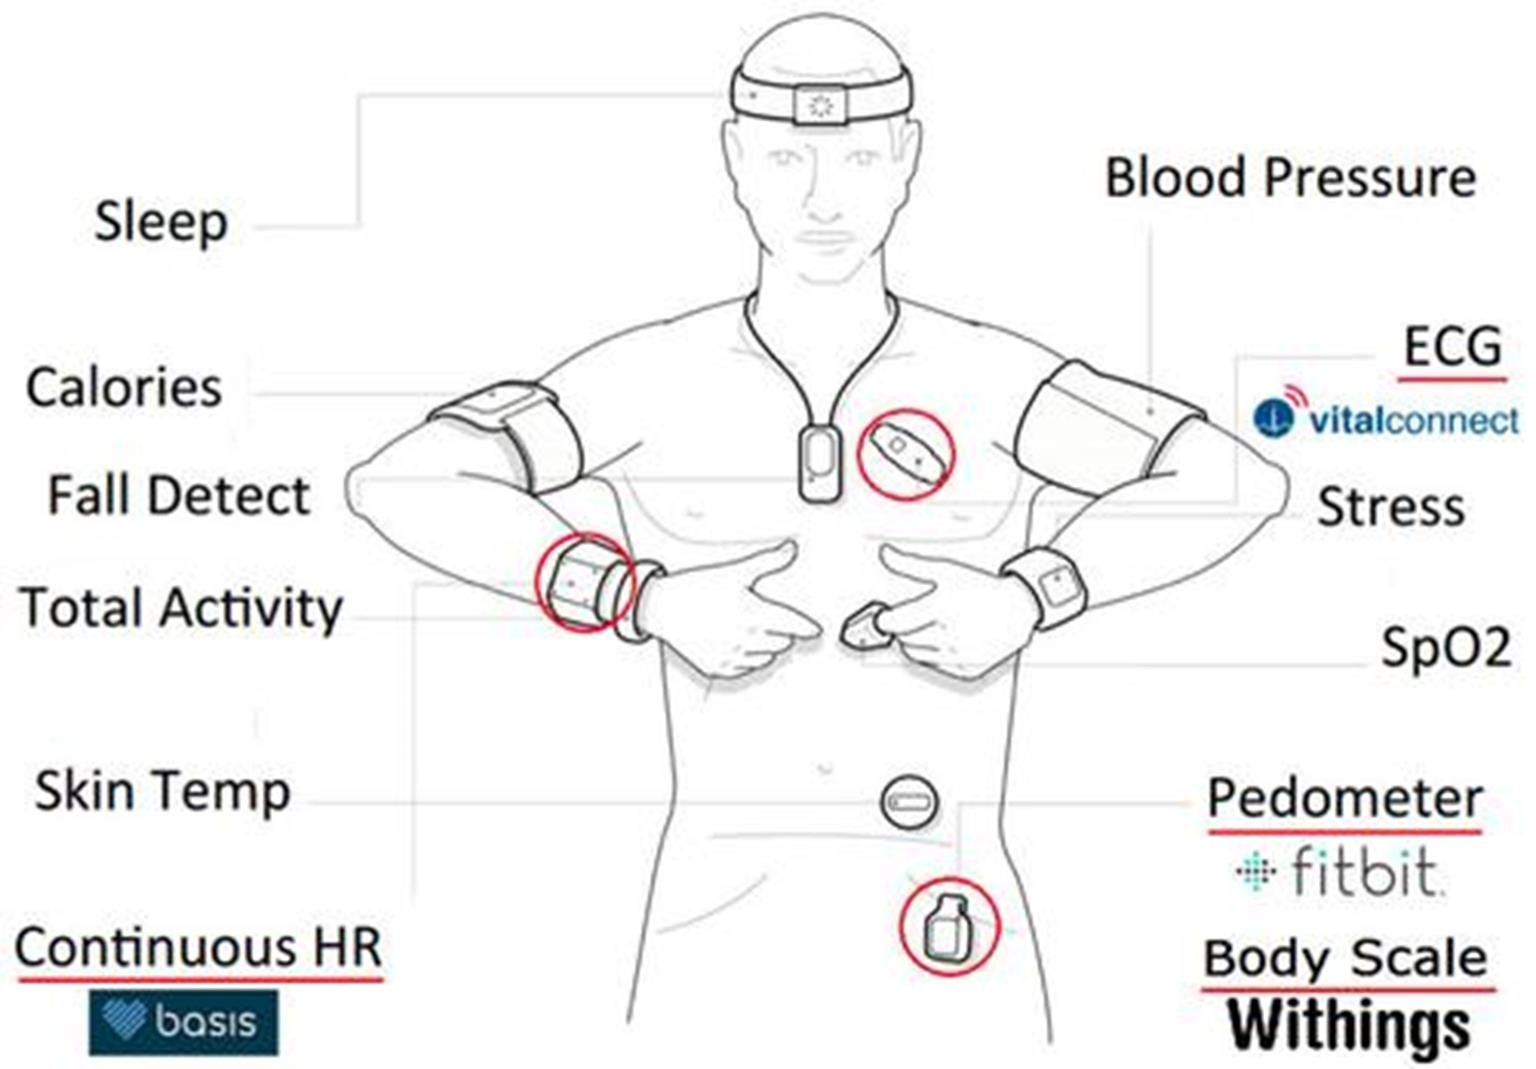 Sleep
Calories
Fall Detect
Total Activity
Skin Temp
Continuous HR
basis
Blood Pressure
ECG
vitalconnect
Stress
SpO2
Pedometer
fitbit.
Body Scale
Withings